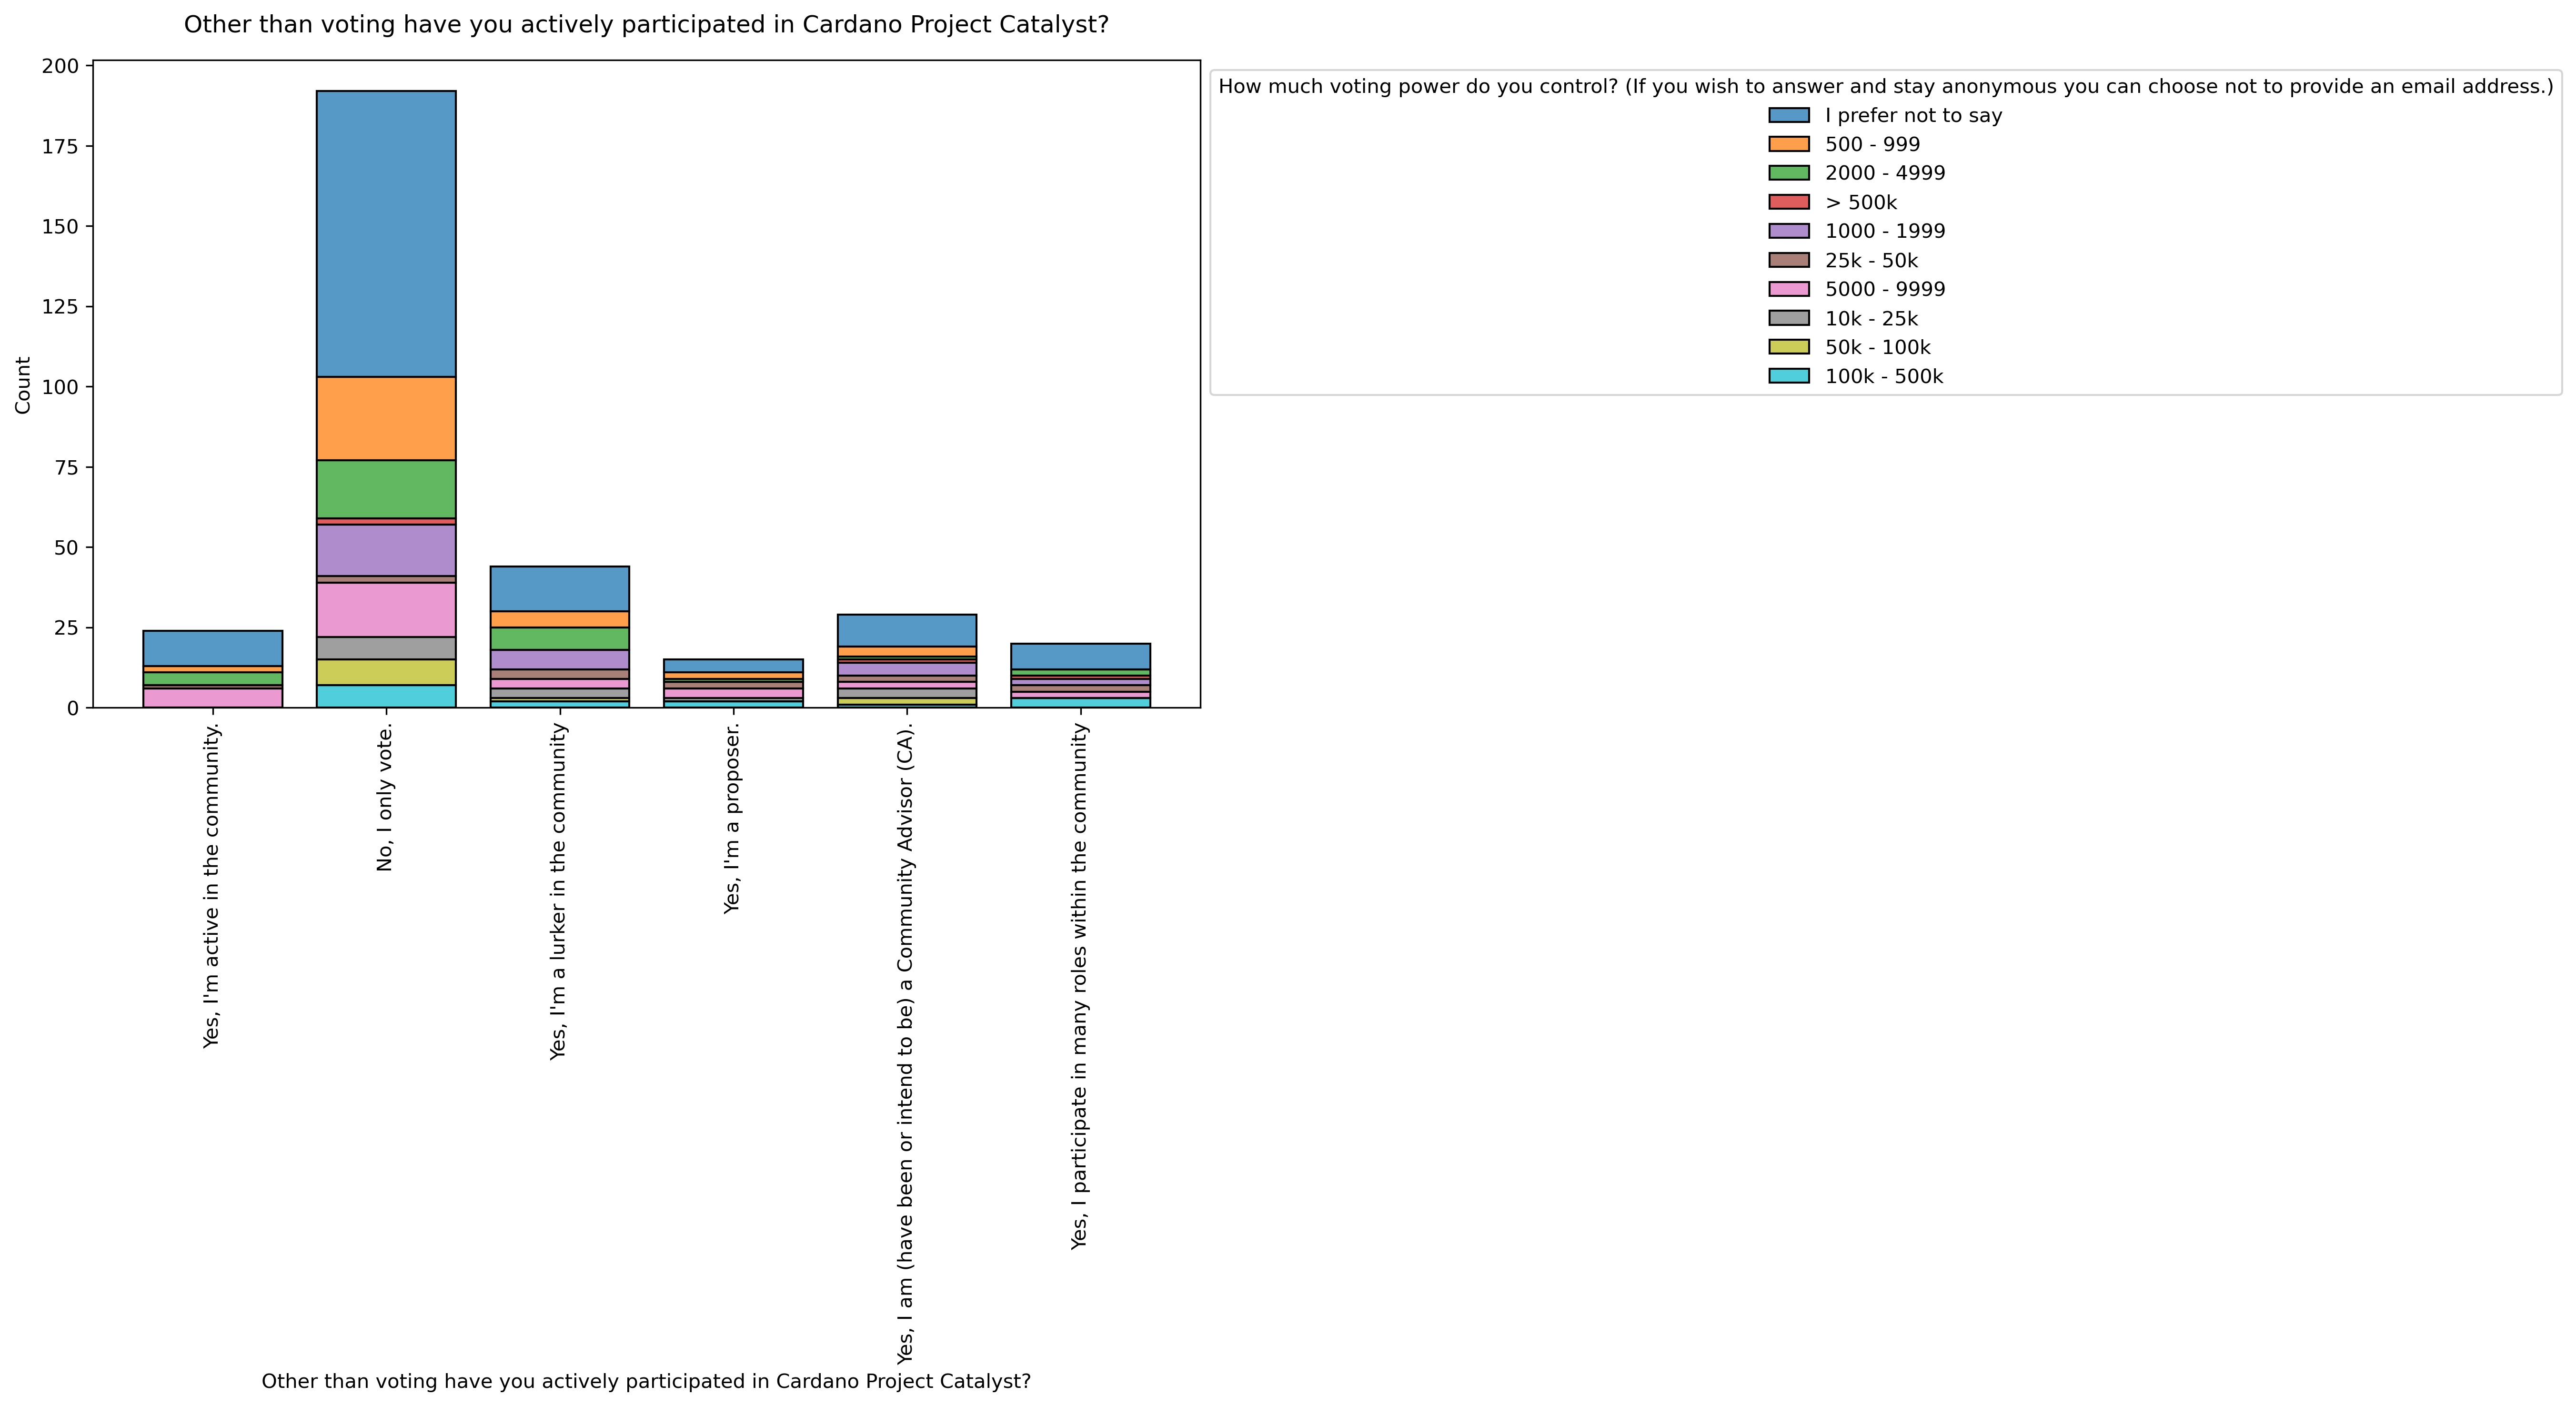 Other than voting have you actively participated in Cardano Project Catalyst?
Count
200
175
150
125
100
75
50
25
0
Yes, I'm active in the community.
No, I only vote.
Yes, I'm a lurker in the community
Yes, I'm a proposer.
Yes, I am (have been or intend to be) a Community Advisor (CA).
Yes, I participate in many roles within the community
Other than voting have you actively participated in Cardano Project Catalyst?
How much voting power do you control? (If you wish to answer and stay anonymous you can choose not to provide an email address.)
I prefer not to say
500 - 999
2000 - 4999
> 500k
1000 - 1999
25k - 50k
5000 - 9999
10k - 25k
50k - 100k
100k - 500k